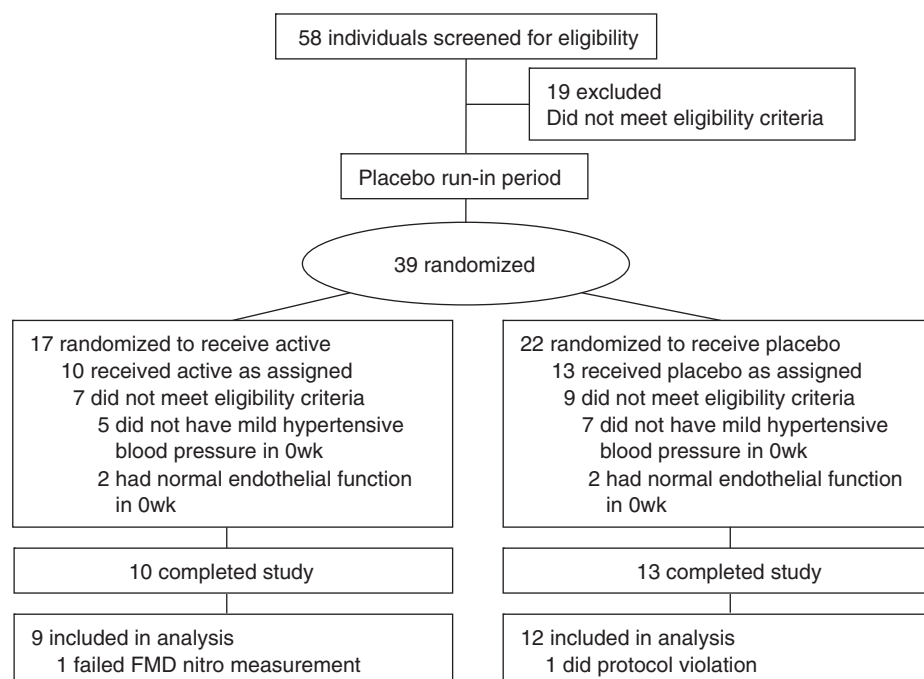 58 individuals screened for eligibility
19 excluded
Did not meet eligibility criteria
Placebo run-in period
39 randomized
17 randomized to receive active
10 received active as assigned
7 did not meet eligibility criteria
5 did not have mild hypertensive
blood pressure in 0wk
2 had normal endothelial function
in 0wk
22 randomized to receive placebo
13 received placebo as assigned
9 did not meet eligibility criteria
7 did not have mild hypertensive
blood pressure in 0wk
2 had normal endothelial function
in 0wk
10 completed study
13 completed study
9 included in analysis
1 failed FMD nitro measurement
12 included in analysis
1 did protocol violation